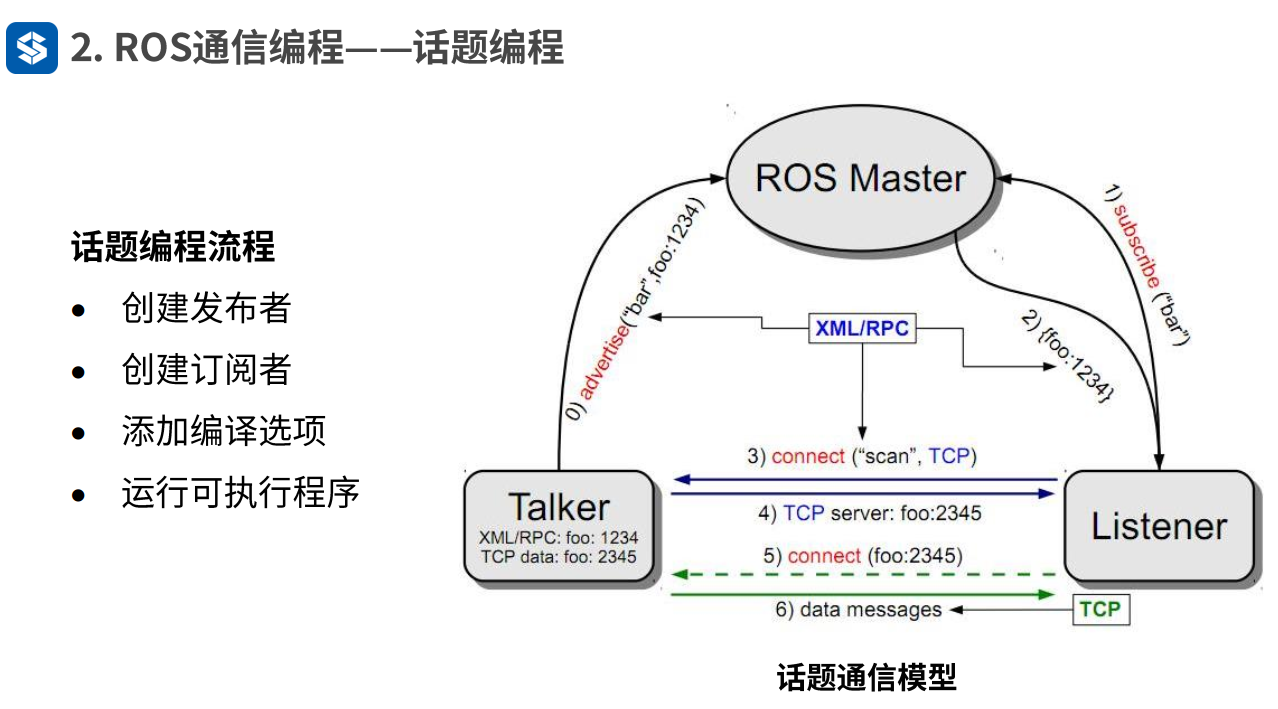 2. ROS通信编程——话题编程
话题编程流程
• 创建发布者
• 创建订阅者
• 添加编译选项
• 运行可执行程序
ROS Master
0) advertise(“bar”,foo:1234)
1) subscribe (“bar”)
XML/RPC
2) {foo:1234}
3) connect (“scan”, TCP)
4) TCP server: foo:2345
Talker
XML/RPC: foo: 1234
TCP data: foo: 2345
Listener
5) connect (foo:2345)
6) data messages
TCP
话题通信模型